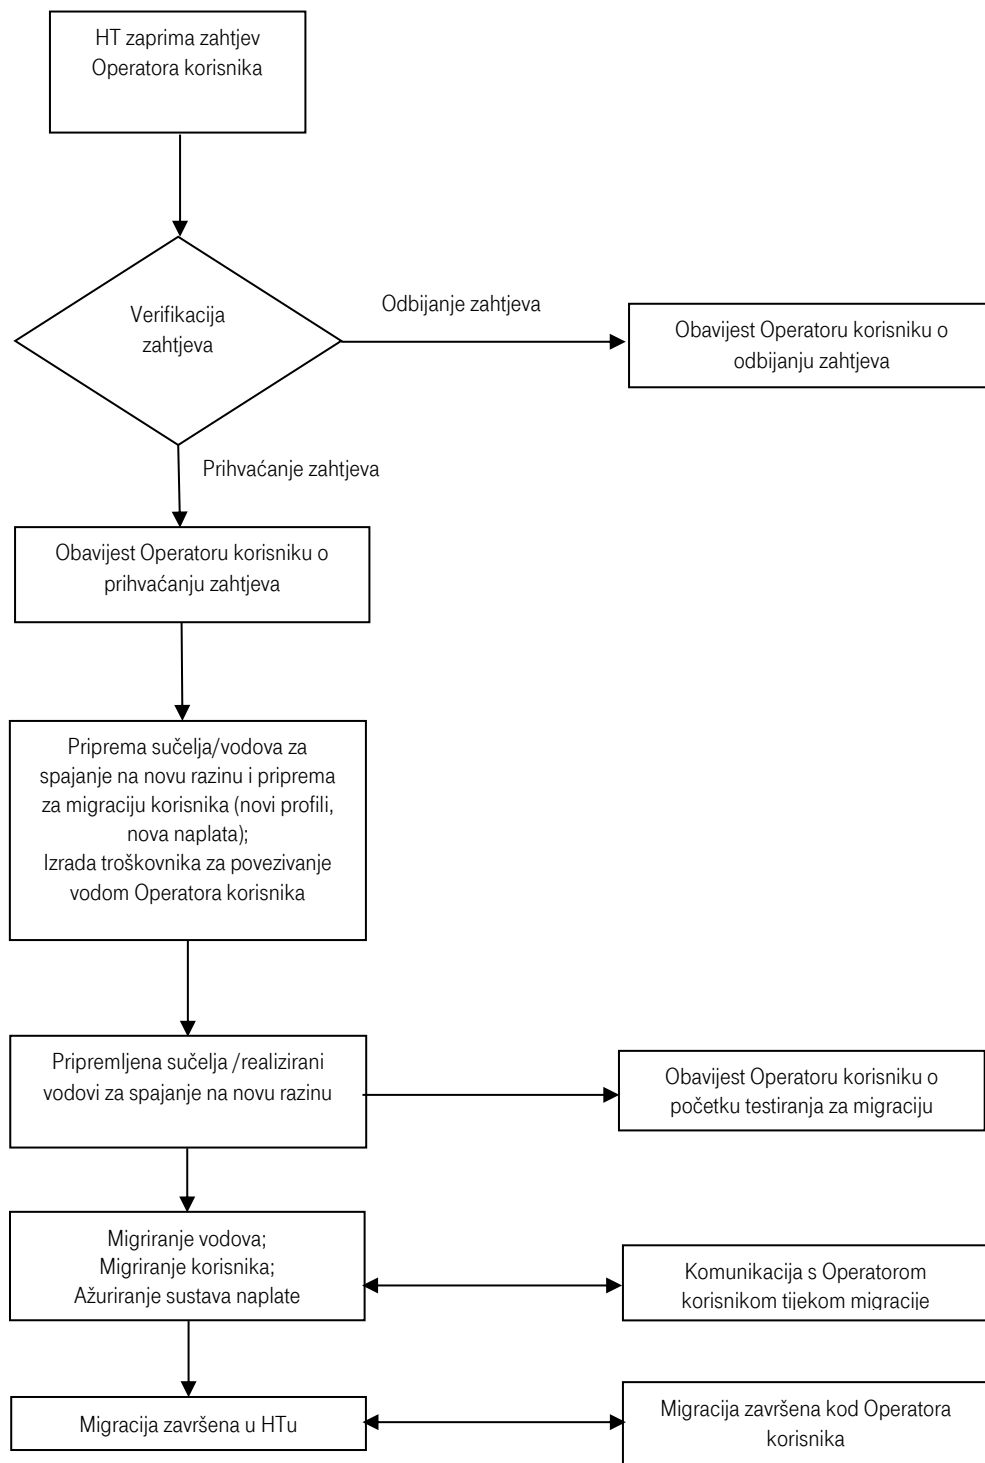 HT zaprima zahtjev
Operatora korisnika
Verifikacija
zahtjeva
Odbijanje zahtjeva
Obavijest Operatoru korisniku o
odbijanju zahtjeva
Prihvaćanje zahtjeva
Obavijest Operatoru korisniku o
prihvaćanju zahtjeva
Priprema sučelja/vodova za
spajanje na novu razinu i priprema
za migraciju korisnika (novi profili,
nova naplata);
Izrada troškovnika za povezivanje
vodom Operatora korisnika
Pripremljena sučelja /realizirani
vodovi za spajanje na novu razinu
Obavijest Operatoru korisniku o
početku testiranja za migraciju
Migriranje vodova;
Migriranje korisnika;
Ažuriranje sustava naplate
Komunikacija s Operatorom
korisnikom tijekom migracije
Migracija završena u HTu
Migracija završena kod Operatora
korisnika